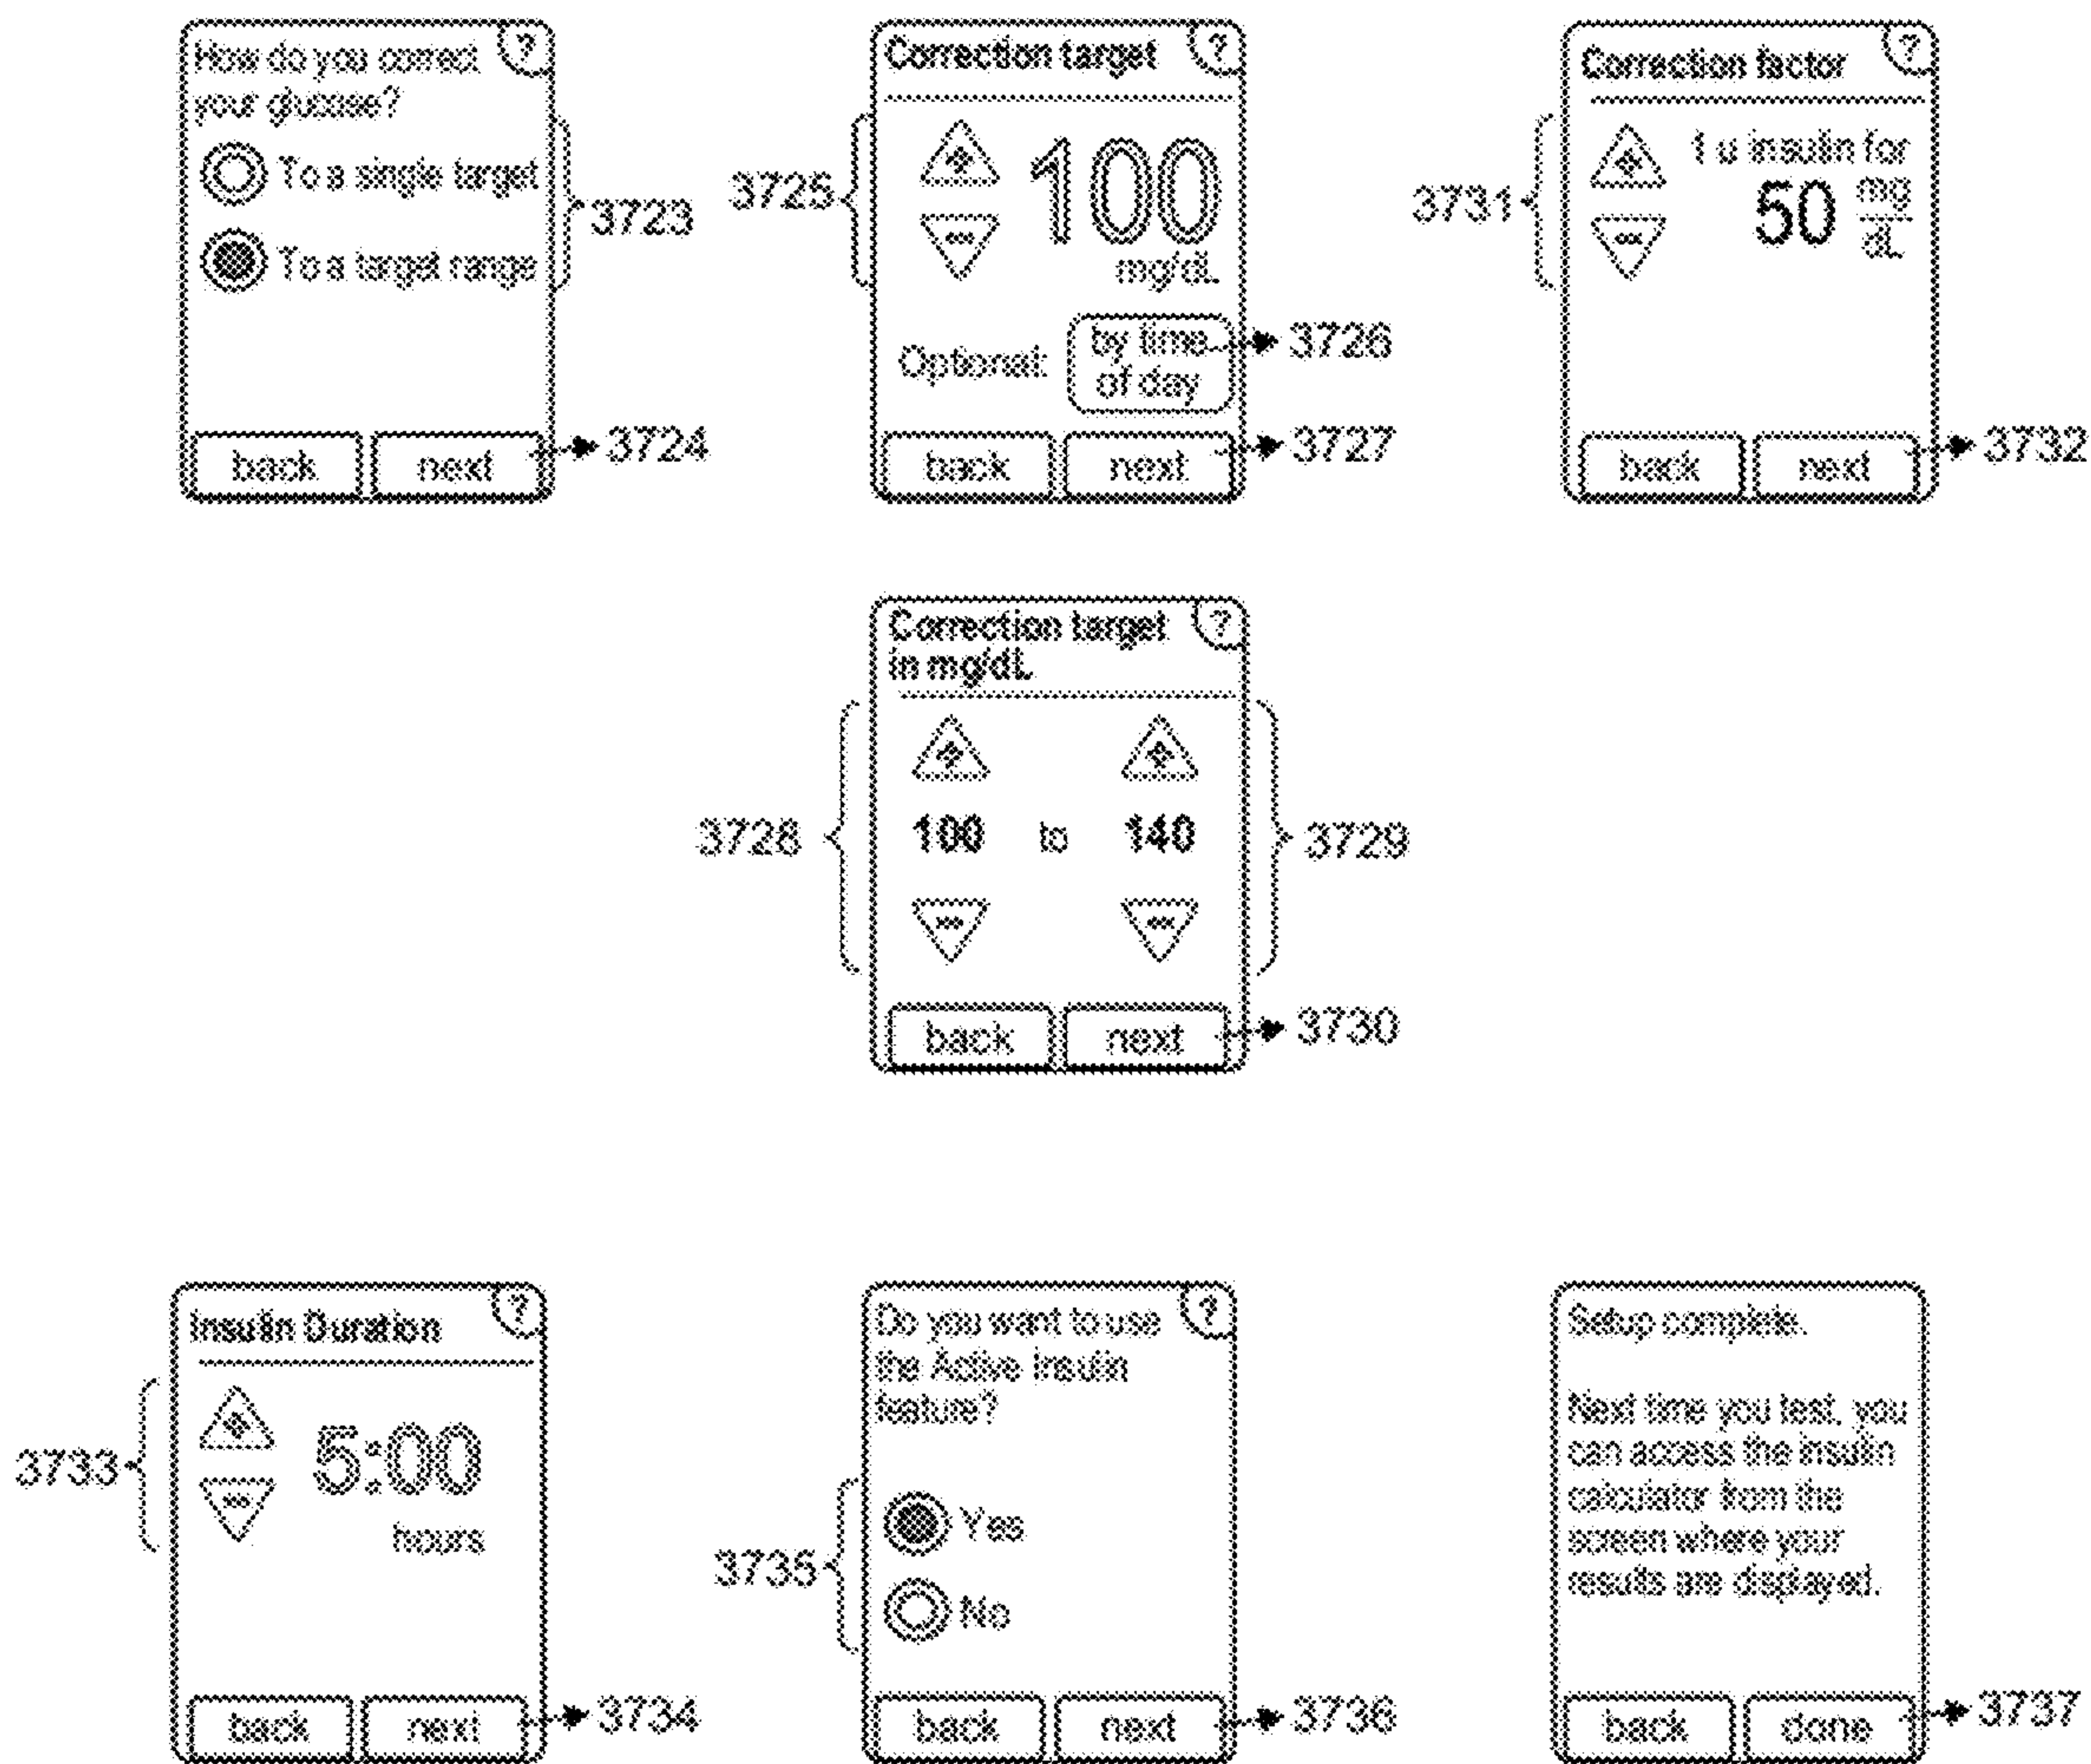 How do you correct ?
your glucose?
To a single target
To a target range
3723
back next
3724
Correction target ?
3725
100
mg/dL
Optional: by time
of day
3726
back next
3727
Correction factor ?
3731
1 u insulin for
50 mg
dL
back next
3732
Correction target ?
in mg/dL
3728
100 to 140
3729
back next
3730
Insulin Duration ?
3733
5:00
hours
back next
3734
Do you want to use ?
the Active Insulin
feature?
3735
Yes
No
back next
3736
Setup complete.
Next time you test, you
can access the insulin
calculator from the
screen where your
results are displayed.
back done
3737